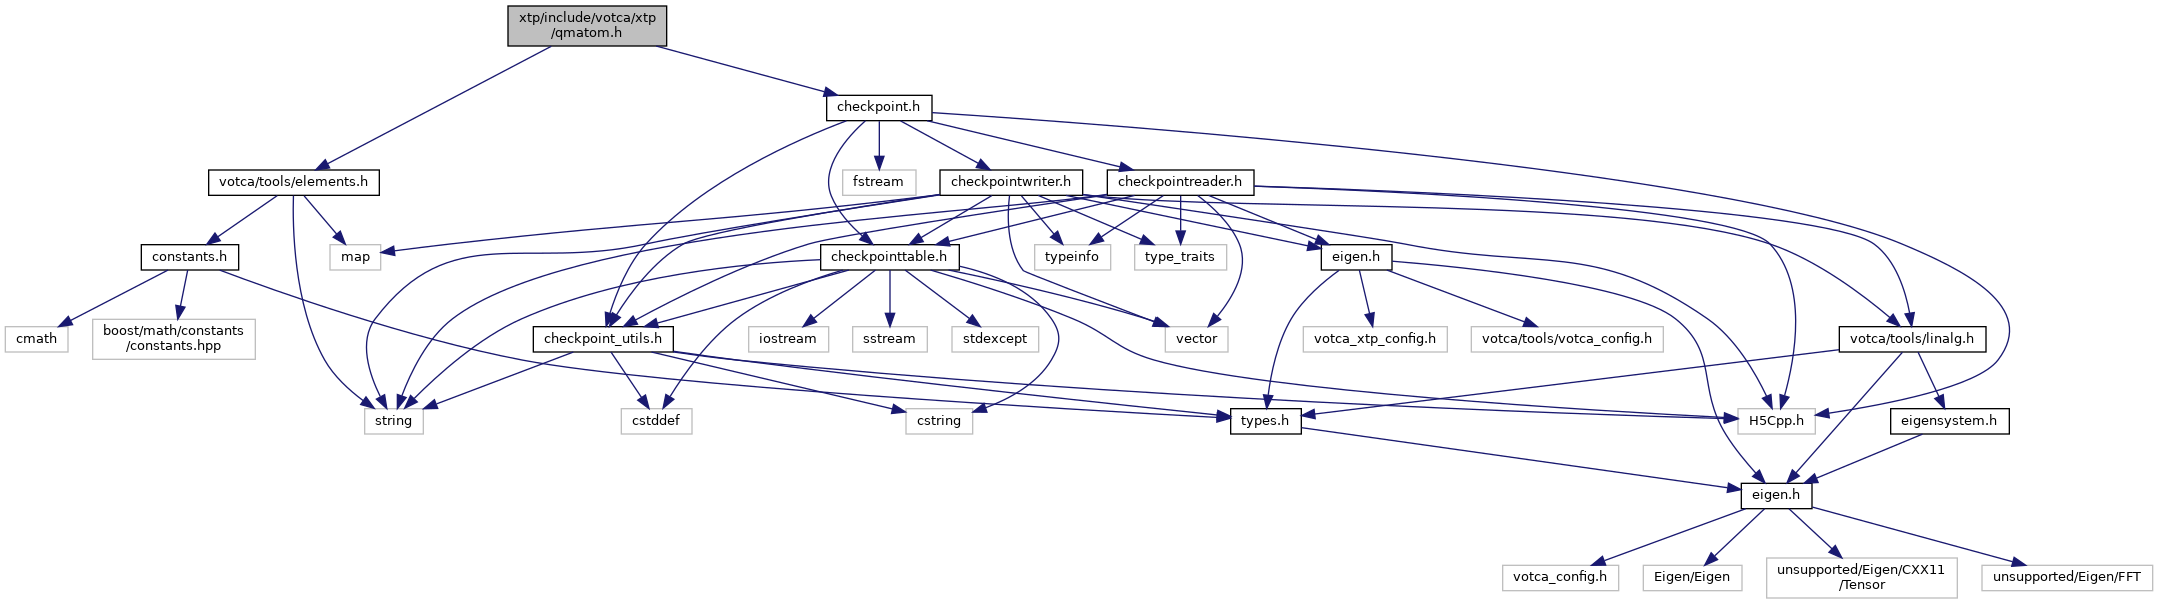 xtp/include/votca/xtp
/qmatom.h
checkpoint.h
votca/tools/elements.h
fstream
checkpointwriter.h
checkpointreader.h
constants.h
map
checkpointtable.h
typeinfo
type_traits
eigen.h
cmath
boost/math/constants
/constants.hpp
checkpoint_utils.h
iostream
sstream
stdexcept
vector
votca_xtp_config.h
votca/tools/votca_config.h
votca/tools/linalg.h
string
cstddef
cstring
types.h
H5Cpp.h
eigensystem.h
eigen.h
votca_config.h
Eigen/Eigen
unsupported/Eigen/CXX11
/Tensor
unsupported/Eigen/FFT